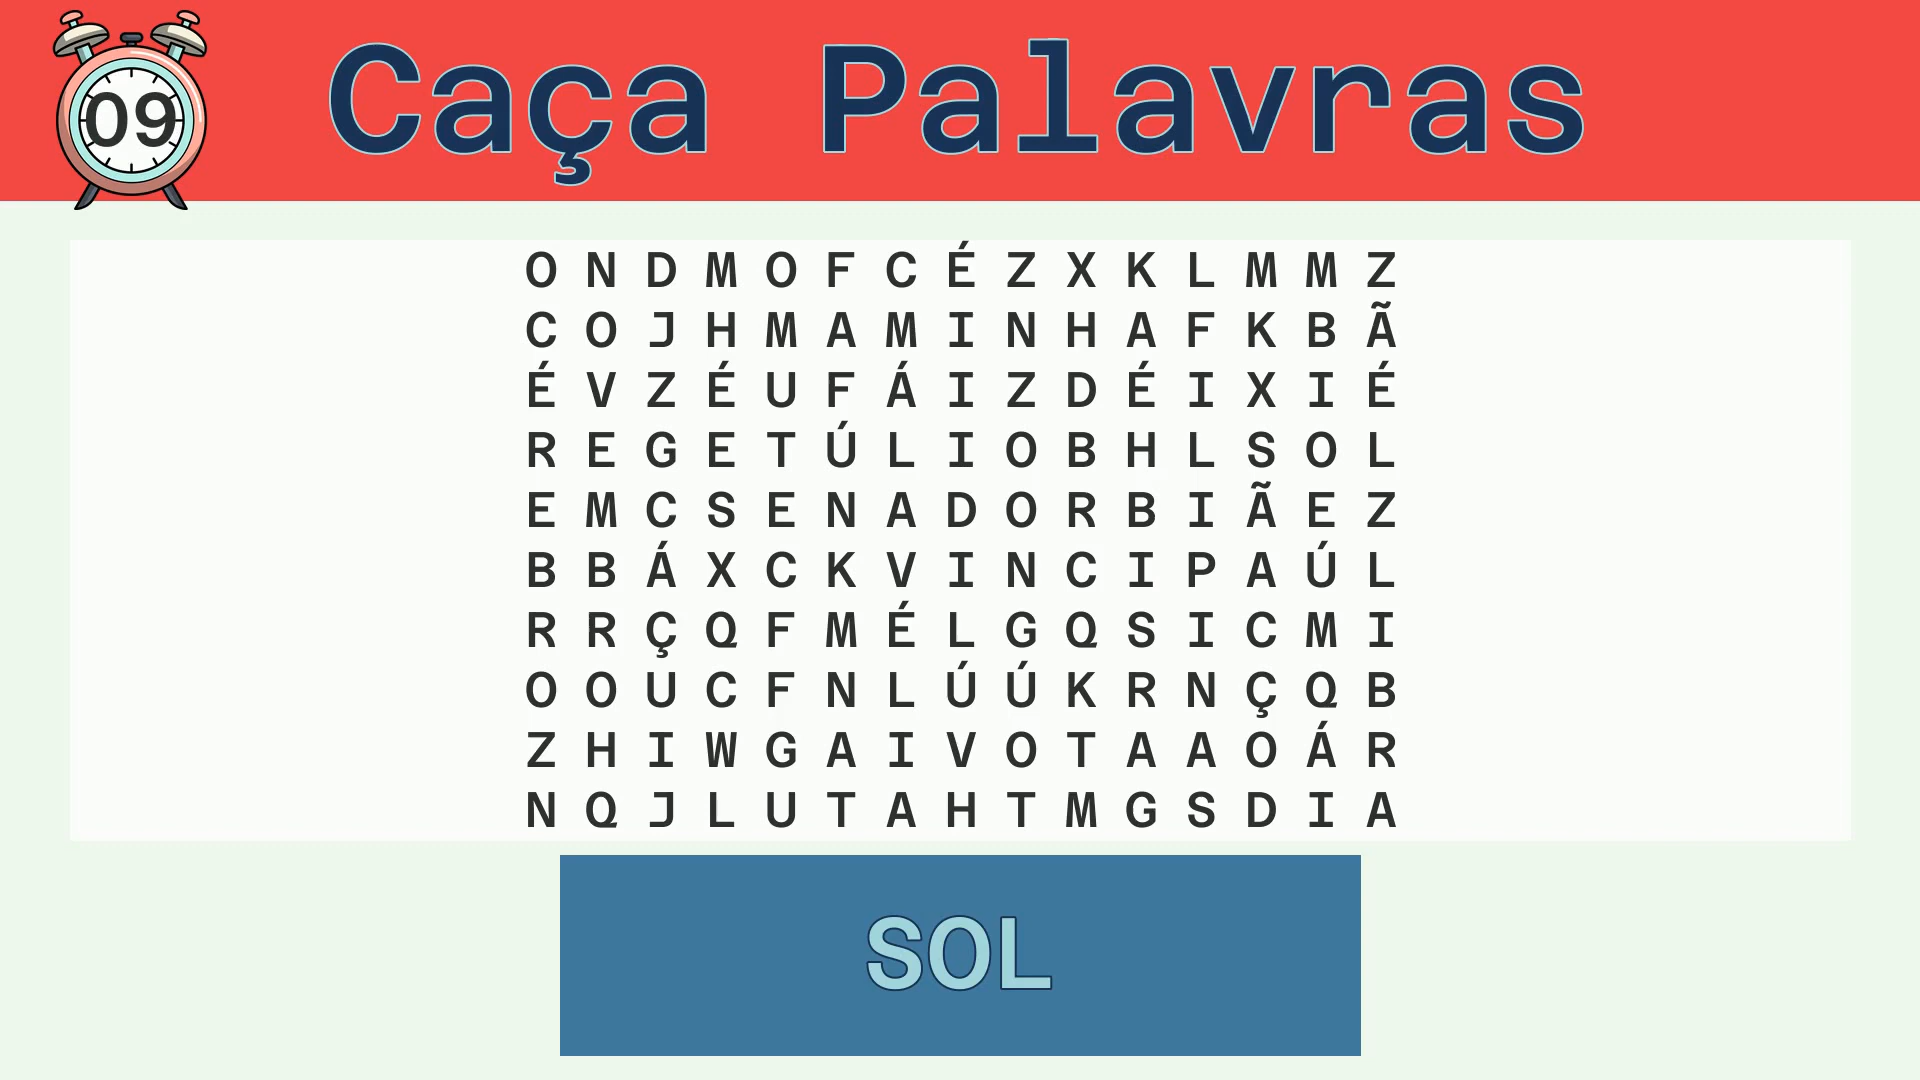 09
Caça Palavras
O N D M O F C É Z X K L M M Z
C O J H M A M I N H A F K B Ã
É V Z É U F Á I Z D É I X I É
R E G E T Ú L I O B H L S O L
E M C S E N A D O R B I Ã E Z
B B Á X C K V I N C I P A Ú L
R R Ç Q F M É L G Q S I C M I
O O U C F N L Ú Ú K R N Ç Q B
Z H I W G A I V O T A A O Á R
N Q J L U T A H T M G S D I A
SOL